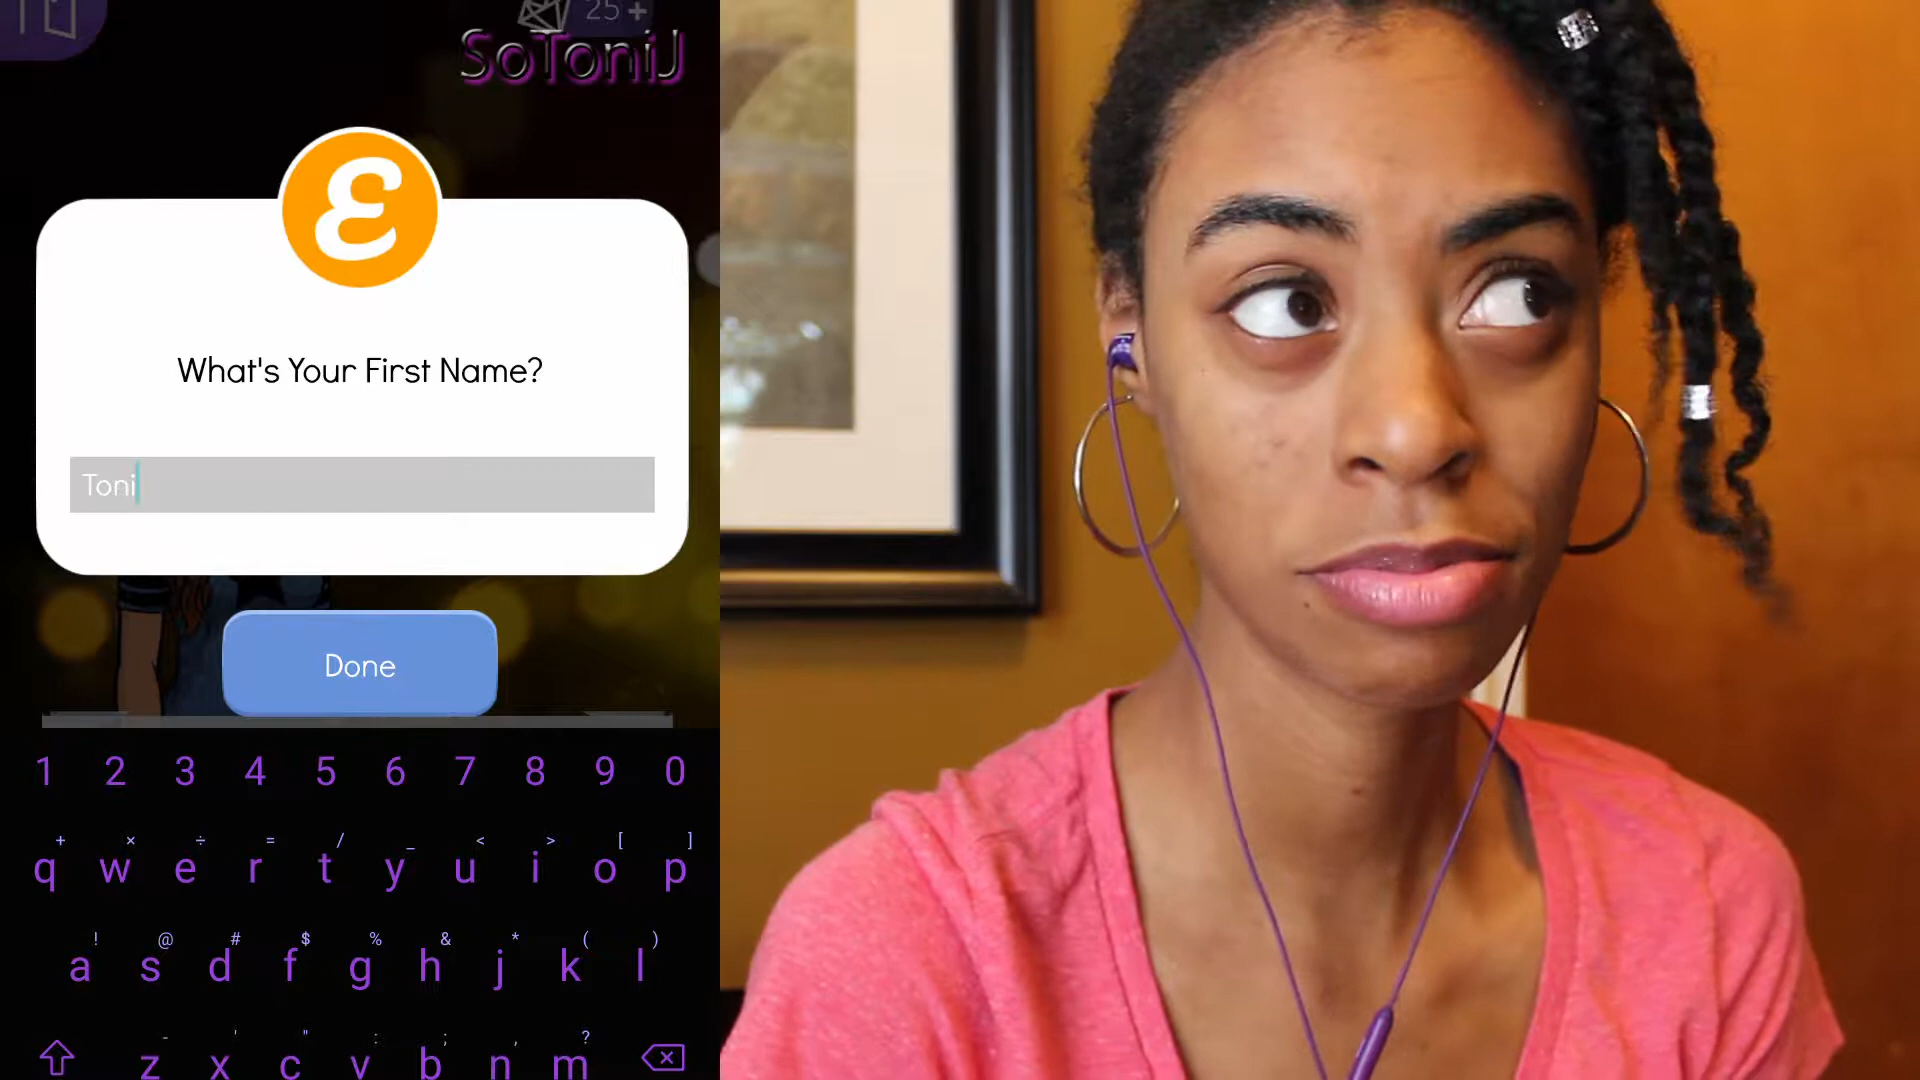 25 +
SoToniJ
ε
What's Your First Name?
Toni
Done
1 2 3 4 5 6 7 8 9 0
+ × ÷ = / _ < > [ ]
q w e r t y u i o p
! @ # $ % & * ( )
a s d f g h j k l
- ' " : ; , ?
z x c v b n m